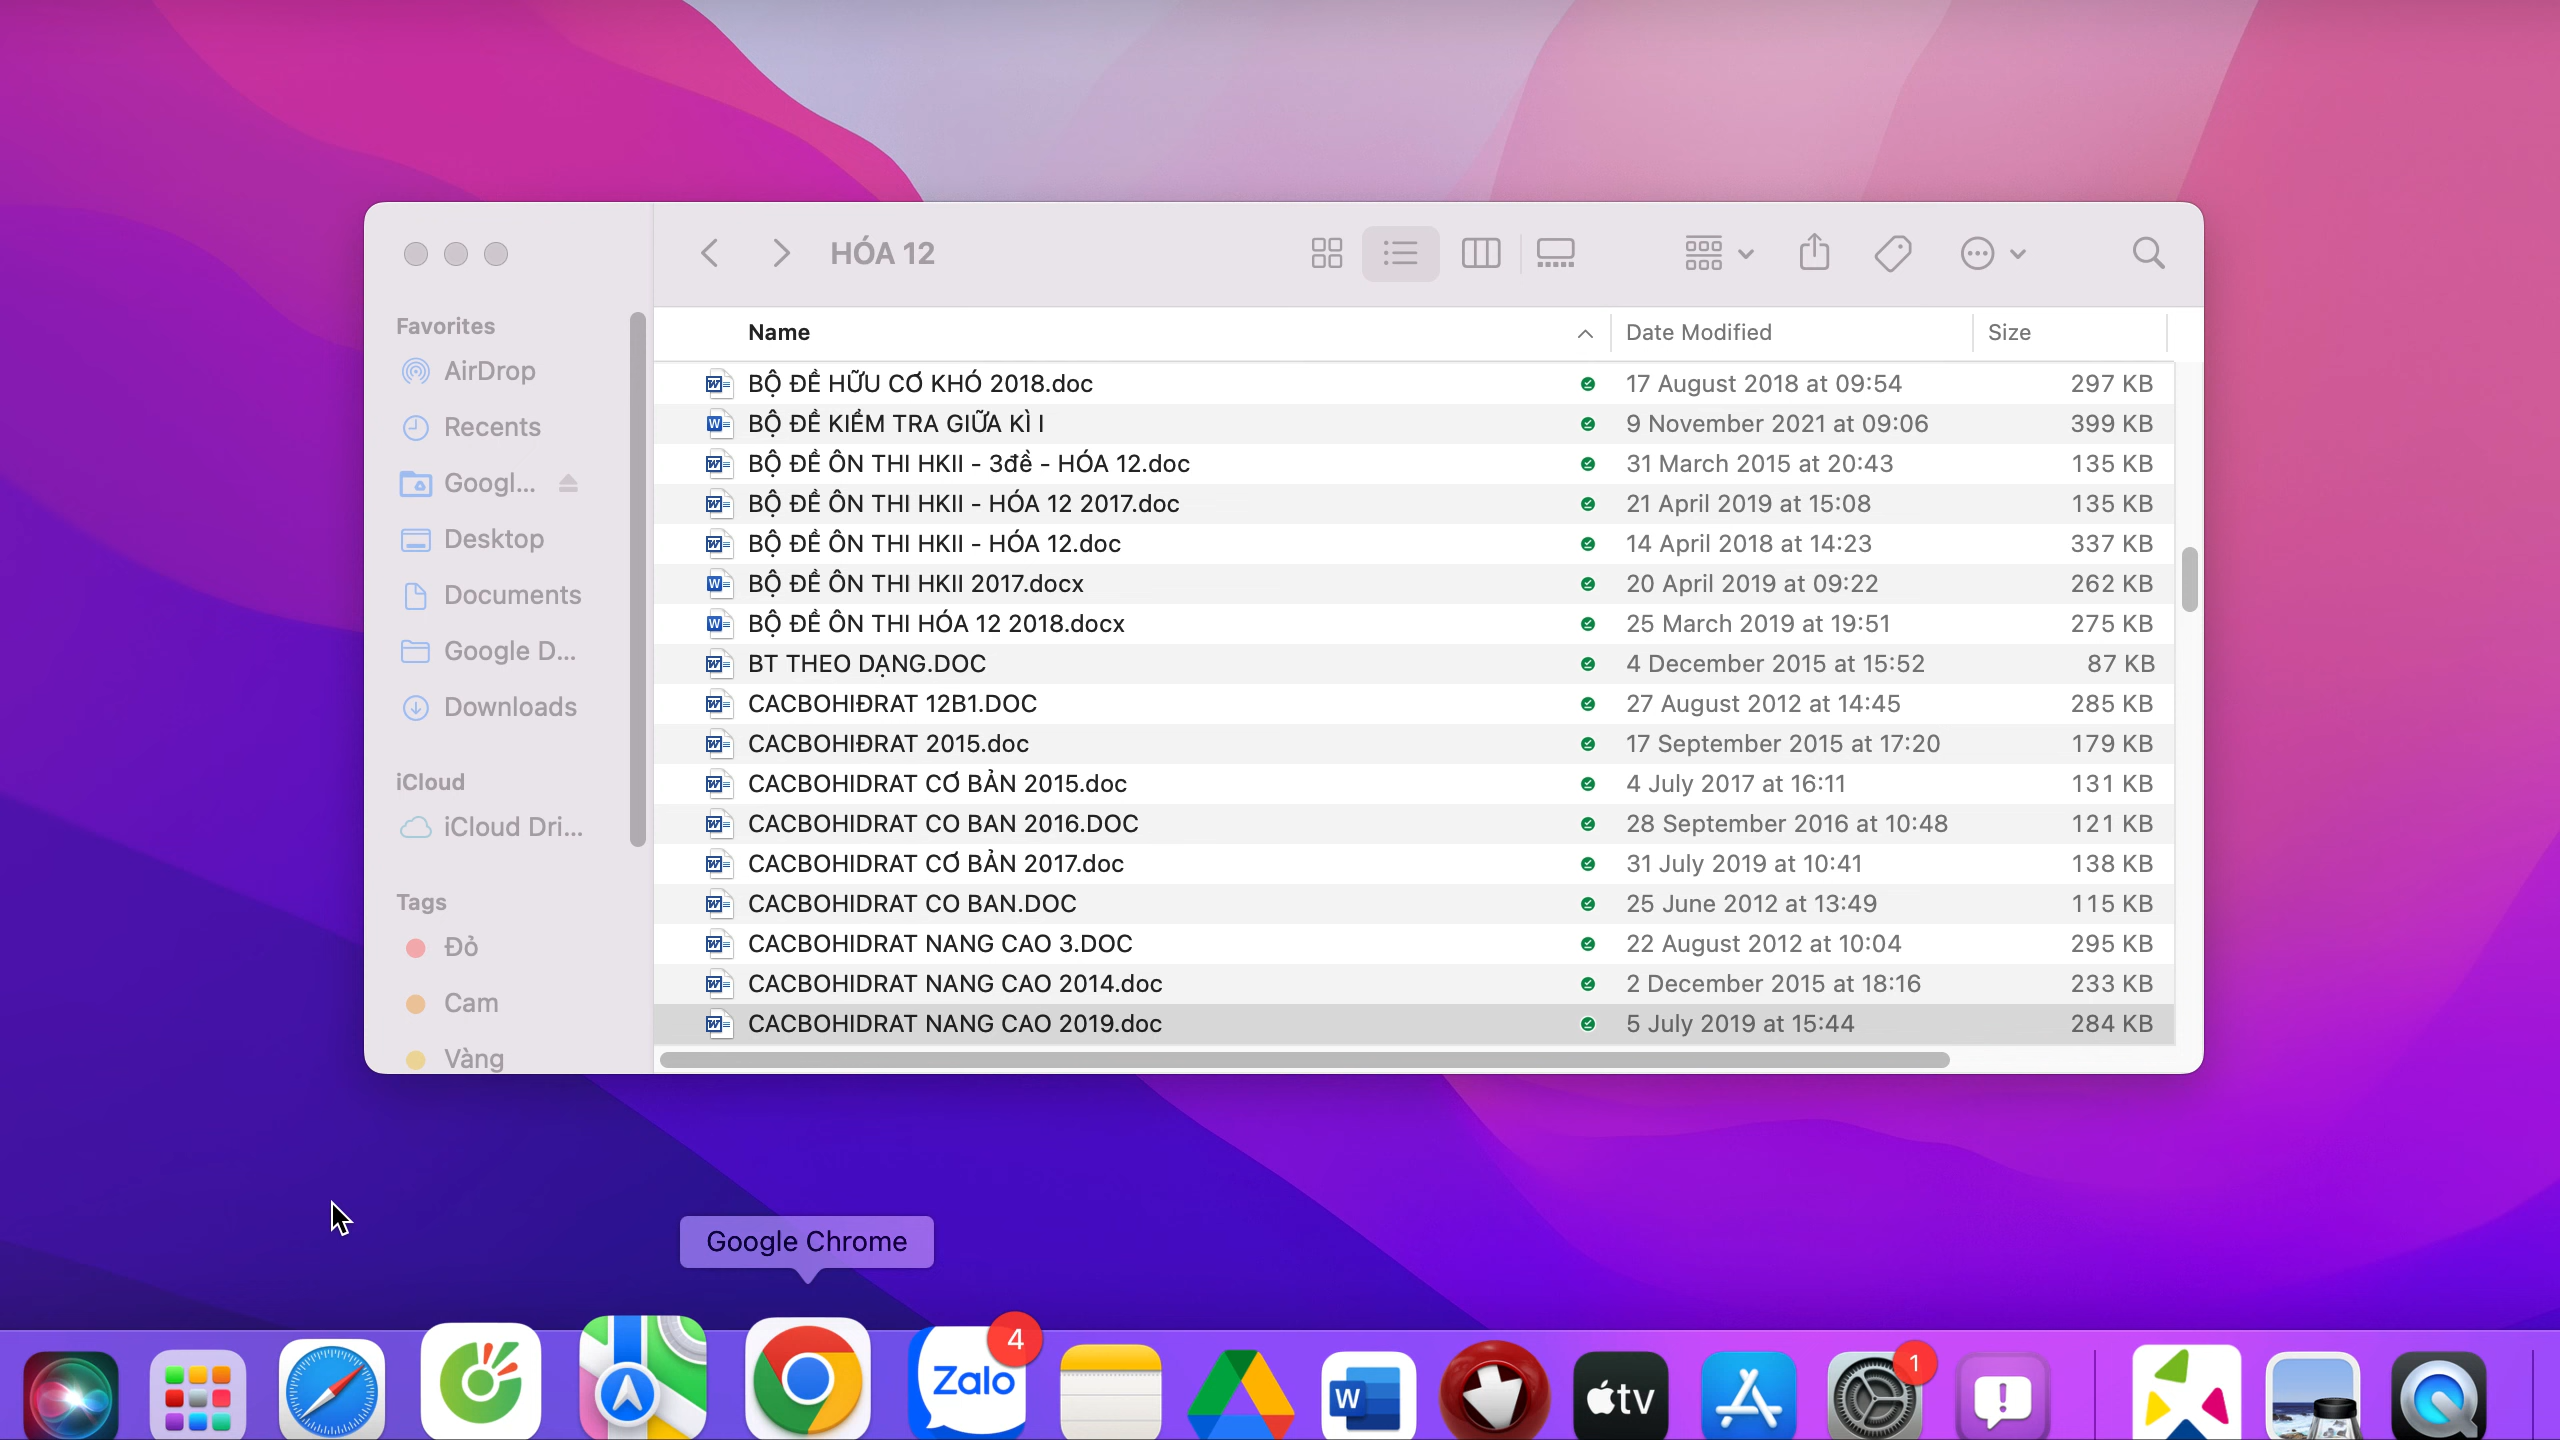 HÓA 12
Favorites
AirDrop
Recents
Googl...
Desktop
Documents
Google D...
Downloads
iCloud
iCloud Dri...
Tags
Đỏ
Cam
Vàng
Name Date Modified Size
BỘ ĐỀ HỮU CƠ KHÓ 2018.doc 17 August 2018 at 09:54 297 KB
BỘ ĐỀ KIỂM TRA GIỮA KÌ I 9 November 2021 at 09:06 399 KB
BỘ ĐỀ ÔN THI HKII - 3đề - HÓA 12.doc 31 March 2015 at 20:43 135 KB
BỘ ĐỀ ÔN THI HKII - HÓA 12 2017.doc 21 April 2019 at 15:08 135 KB
BỘ ĐỀ ÔN THI HKII - HÓA 12.doc 14 April 2018 at 14:23 337 KB
BỘ ĐỀ ÔN THI HKII 2017.docx 20 April 2019 at 09:22 262 KB
BỘ ĐỀ ÔN THI HÓA 12 2018.docx 25 March 2019 at 19:51 275 KB
BT THEO DẠNG.DOC 4 December 2015 at 15:52 87 KB
CACBOHIĐRAT 12B1.DOC 27 August 2012 at 14:45 285 KB
CACBOHIĐRAT 2015.doc 17 September 2015 at 17:20 179 KB
CACBOHIDRAT CƠ BẢN 2015.doc 4 July 2017 at 16:11 131 KB
CACBOHIDRAT CO BAN 2016.DOC 28 September 2016 at 10:48 121 KB
CACBOHIDRAT CƠ BẢN 2017.doc 31 July 2019 at 10:41 138 KB
CACBOHIDRAT CO BAN.DOC 25 June 2012 at 13:49 115 KB
CACBOHIDRAT NANG CAO 3.DOC 22 August 2012 at 10:04 295 KB
CACBOHIDRAT NANG CAO 2014.doc 2 December 2015 at 18:16 233 KB
CACBOHIDRAT NANG CAO 2019.doc 5 July 2019 at 15:44 284 KB
Google Chrome
Zalo
4
W
tv
1